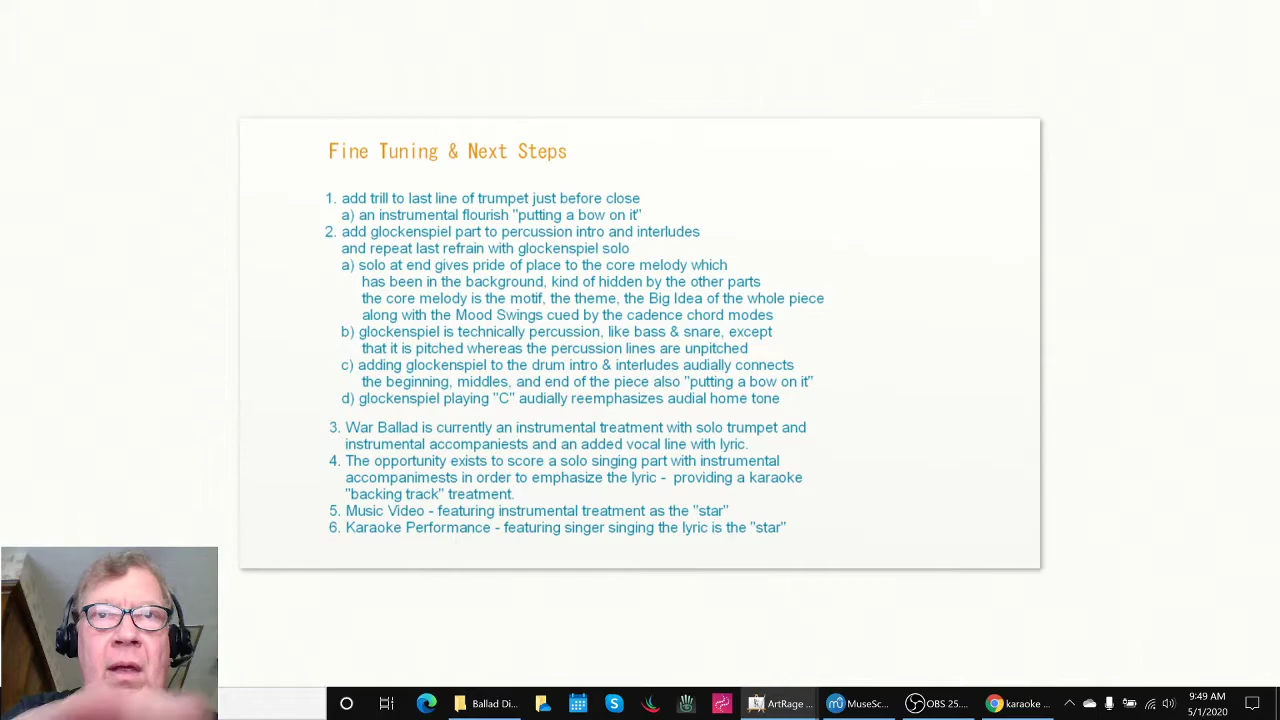 Fine Tuning & Next Steps
1. add trill to last line of trumpet just before close
a) an instrumental flourish "putting a bow on it"
2. add glockenspiel part to percussion intro and interludes
and repeat last refrain with glockenspiel solo
a) solo at end gives pride of place to the core melody which
has been in the background, kind of hidden by the other parts
the core melody is the motif, the theme, the Big Idea of the whole piece
along with the Mood Swings cued by the cadence chord modes
b) glockenspiel is technically percussion, like bass & snare, except
that it is pitched whereas the percussion lines are unpitched
c) adding glockenspiel to the drum intro & interludes audially connects
the beginning, middles, and end of the piece also "putting a bow on it"
d) glockenspiel playing "C" audially reemphasizes audial home tone
3. War Ballad is currently an instrumental treatment with solo trumpet and
instrumental accompaniests and an added vocal line with lyric.
4. The opportunity exists to score a solo singing part with instrumental
accompanimests in order to emphasize the lyric - providing a karaoke
"backing track" treatment.
5. Music Video - featuring instrumental treatment as the "star"
6. Karaoke Performance - featuring singer singing the lyric is the "star"
Ballad Di... ArtRage ... MuseSc... OBS 25.... karaoke ... 9:49 AM
5/1/2020